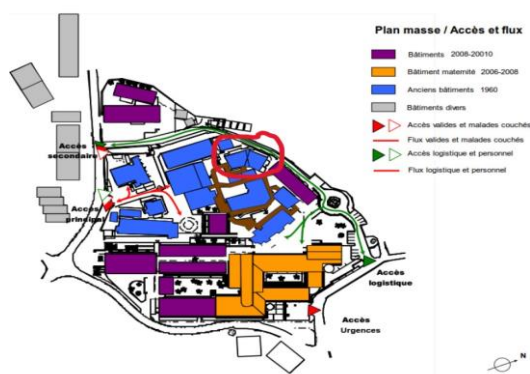 Plan masse / Accès et flux
Bâtiments 2008-20010
Bâtiment maternité 2006-2008
Anciens bâtiments 1960
Bâtiments divers
Accès valides et malades couchés
Flux valides et malades couchés
Accès logistique et personnel
Flux logistique et personnel
Accès
secondaire
Accès
principal
Accès
logistique
Accès
Urgences
N